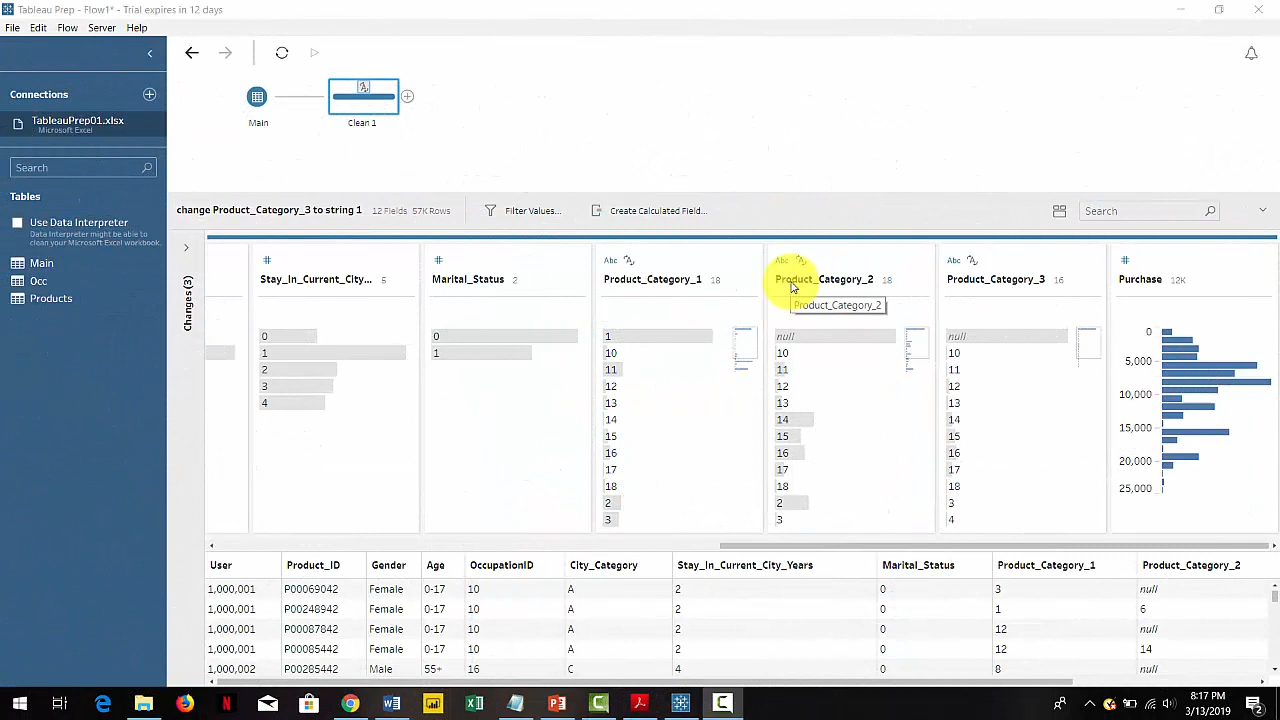 Tableau Prep - Flow1* - Trial expires in 12 days
File Edit Flow Server Help
Connections
TableauPrep01.xlsx
Microsoft Excel
Search
Tables
Use Data Interpreter
Data Interpreter might be able to
clean your Microsoft Excel workbook.
Main
Occ
Products
Main
Clean 1
change Product_Category_3 to string 1 12 Fields 57K Rows Filter Values... Create Calculated Field... Search
Changes (3)
# # Abc Abc Abc #
Stay_In_Current_City... 5 Marital_Status 2 Product_Category_1 18 Product_Category_2 18 Product_Category_3 16 Purchase 12K
Product_Category_2
0 0 1 null null 0
1 1 10 10 10
2 11 11 11 5,000
3 12 12 12
4 13 13 13 10,000
14 14 14
15 15 15 15,000
16 16 16
17 17 17 20,000
18 18 18 25,000
2 2 3
3 3 4
User Product_ID Gender Age OccupationID City_Category Stay_In_Current_City_Years Marital_Status Product_Category_1 Product_Category_2
1,000,001 P00069042 Female 0-17 10 A 2 0 3 null
1,000,001 P00248942 Female 0-17 10 A 2 0 1 6
1,000,001 P00087842 Female 0-17 10 A 2 0 12 null
1,000,001 P00085442 Female 0-17 10 A 2 0 12 14
1,000,002 P00285442 Male 55+ 16 C 4 0 8 null
8:17 PM
3/13/2019